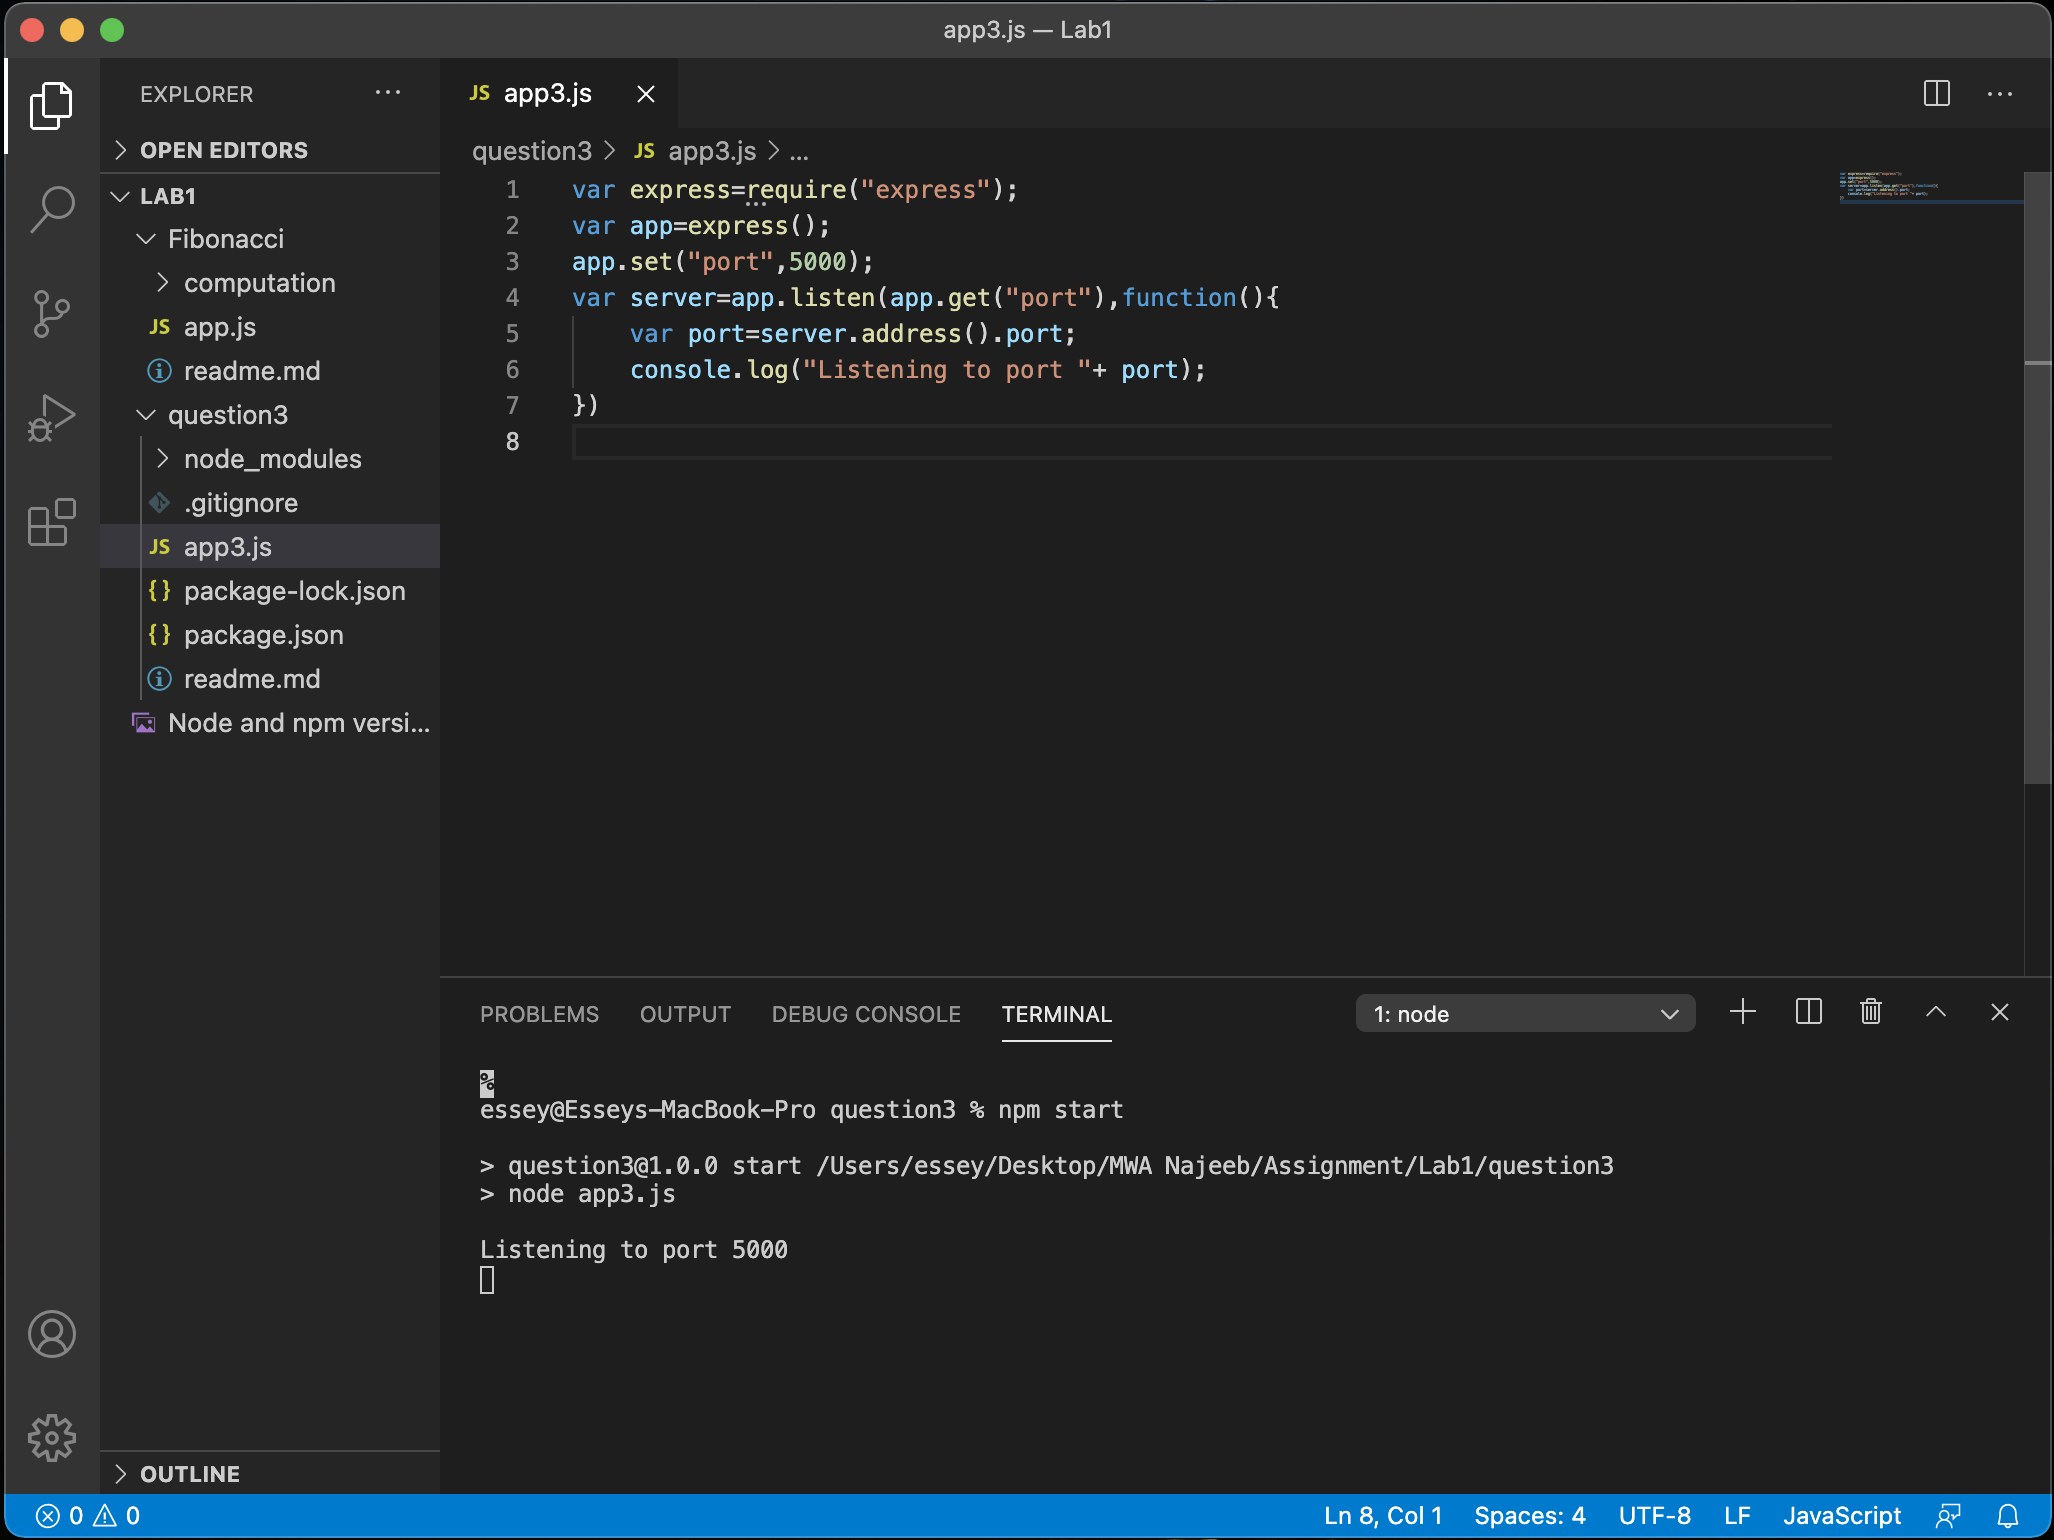 app3.js — Lab1
EXPLORER
OPEN EDITORS
LAB1
Fibonacci
computation
JS app.js
readme.md
question3
node_modules
.gitignore
JS app3.js
{} package-lock.json
{} package.json
readme.md
Node and npm versi...
OUTLINE
JS app3.js
question3 > JS app3.js > ...
1 var express=require("express");
2 var app=express();
3 app.set("port",5000);
4 var server=app.listen(app.get("port"),function(){
5     var port=server.address().port;
6     console.log("Listening to port "+ port);
7 })
8
PROBLEMS OUTPUT DEBUG CONSOLE TERMINAL 1: node
%
essey@Esseys-MacBook-Pro question3 % npm start
> question3@1.0.0 start /Users/essey/Desktop/MWA Najeeb/Assignment/Lab1/question3
> node app3.js
Listening to port 5000
0 0 Ln 8, Col 1 Spaces: 4 UTF-8 LF JavaScript